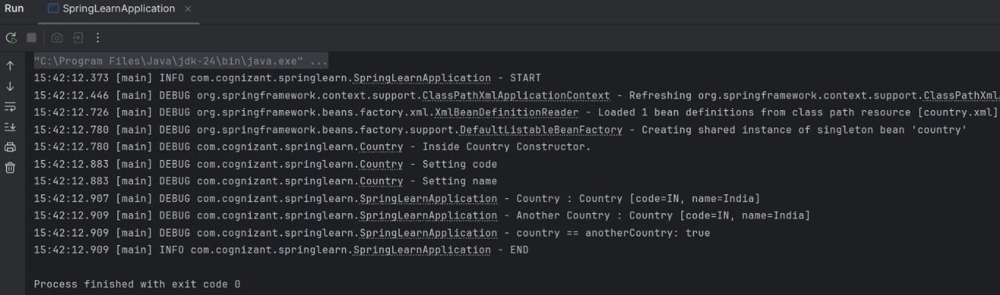 Run SpringLearnApplication ×
"C:\Program Files\Java\jdk-24\bin\java.exe" ...
15:42:12.373 [main] INFO com.cognizant.springlearn.SpringLearnApplication - START
15:42:12.446 [main] DEBUG org.springframework.context.support.ClassPathXmlApplicationContext - Refreshing org.springframework.context.support.ClassPathXml
15:42:12.726 [main] DEBUG org.springframework.beans.factory.xml.XmlBeanDefinitionReader - Loaded 1 bean definitions from class path resource [country.xml]
15:42:12.780 [main] DEBUG org.springframework.beans.factory.support.DefaultListableBeanFactory - Creating shared instance of singleton bean 'country'
15:42:12.780 [main] DEBUG com.cognizant.springlearn.Country - Inside Country Constructor.
15:42:12.883 [main] DEBUG com.cognizant.springlearn.Country - Setting code
15:42:12.883 [main] DEBUG com.cognizant.springlearn.Country - Setting name
15:42:12.907 [main] DEBUG com.cognizant.springlearn.SpringLearnApplication - Country : Country [code=IN, name=India]
15:42:12.909 [main] DEBUG com.cognizant.springlearn.SpringLearnApplication - Another Country : Country [code=IN, name=India]
15:42:12.909 [main] DEBUG com.cognizant.springlearn.SpringLearnApplication - country == anotherCountry: true
15:42:12.909 [main] INFO com.cognizant.springlearn.SpringLearnApplication - END
Process finished with exit code 0